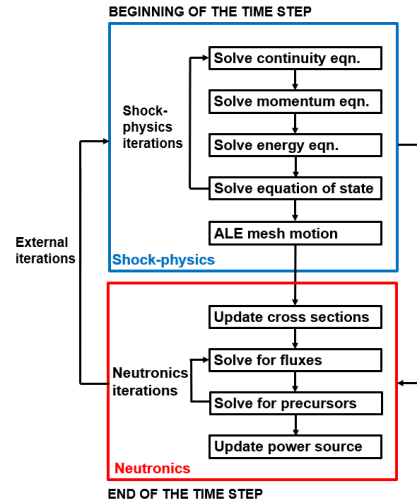 BEGINNING OF THE TIME STEP
Solve continuity eqn.
Shock-
physics
iterations
Solve momentum eqn.
Solve energy eqn.
Solve equation of state
ALE mesh motion
External
iterations
Shock-physics
Update cross sections
Neutronics
iterations
Solve for fluxes
Solve for precursors
Update power source
Neutronics
END OF THE TIME STEP